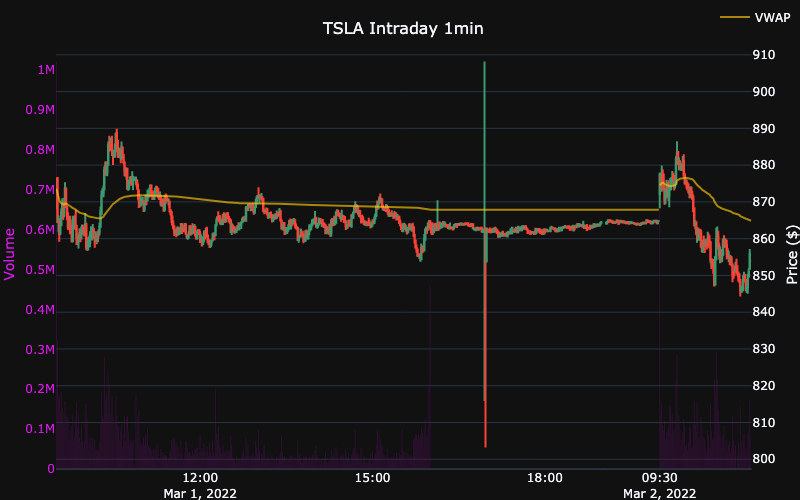 VWAP
TSLA Intraday 1min
1M
0.9M
0.8M
0.7M
0.6M
0.5M
0.4M
0.3M
0.2M
0.1M
0
Volume
910
900
890
880
870
860
850
840
830
820
810
800
Price ($)
12:00
Mar 1, 2022
15:00
18:00
09:30
Mar 2, 2022